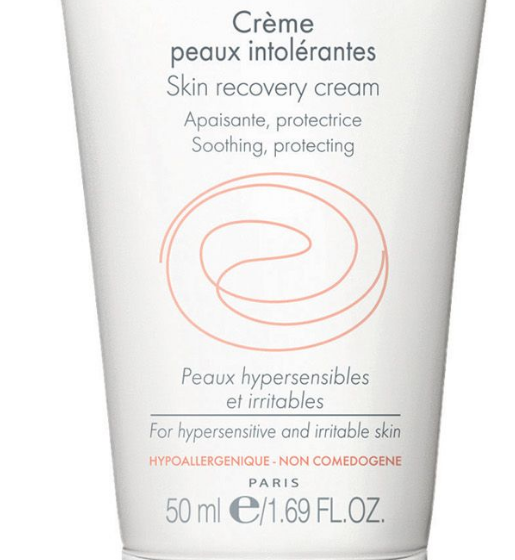 Crème
peaux intolérantes
Skin recovery cream
Apaisante, protectrice
Soothing, protecting
Peaux hypersensibles
et irritables
For hypersensitive and irritable skin
HYPOALLERGENIQUE - NON COMEDOGENE
PARIS
50 ml ℮/1.69 FL.OZ.